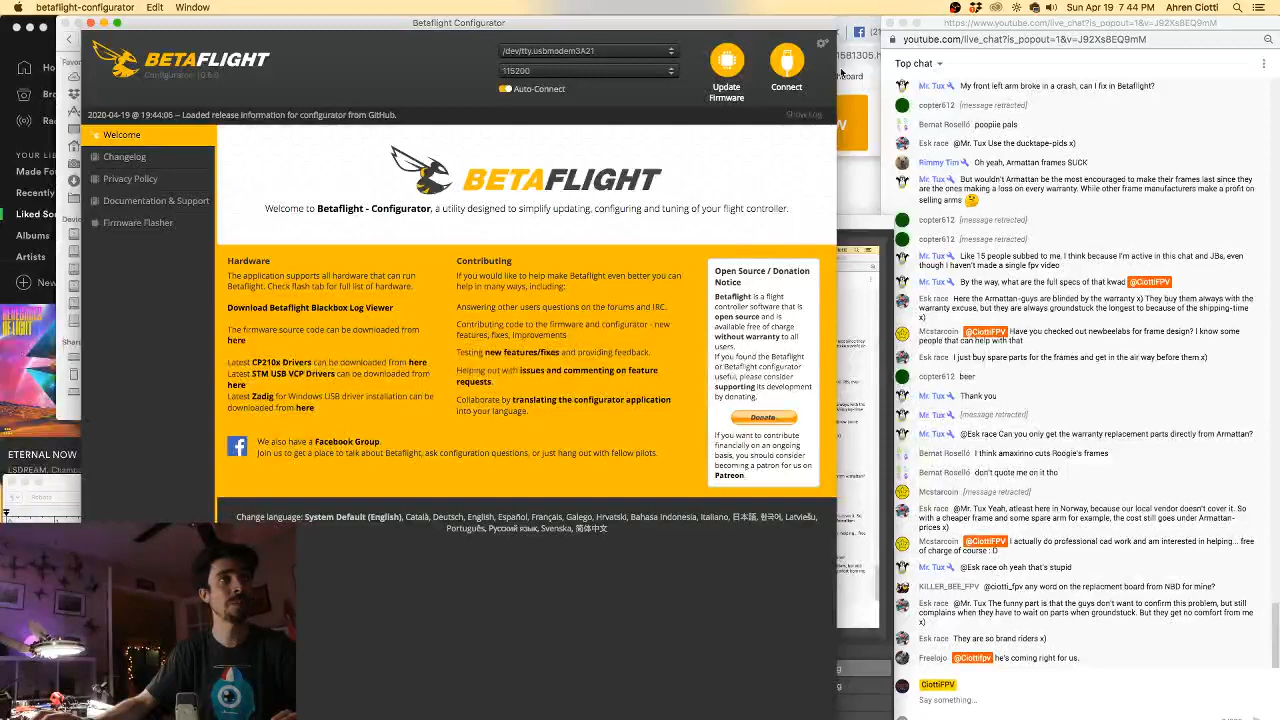 betaflight-configurator Edit Window
Sun Apr 19 7:44 PM Ahren Ciotti
Betaflight Configurator
https://www.youtube.com/live_chat?is_popout=1&v=J92Xs8EQ9mM
youtube.com/live_chat?is_popout=1&v=J92Xs8EQ9mM
BETAFLIGHT
/dev/tty.usbmodem3A21
115200
Auto-Connect
Update
Firmware
Connect
2020-04-19 @ 19:44:06 -- Loaded release information for configurator from GitHub.
Show Log
Welcome
Changelog
Privacy Policy
Documentation & Support
Firmware Flasher
BETAFLIGHT
Welcome to Betaflight - Configurator, a utility designed to simplify updating, configuring and tuning of your flight controller.
Hardware
The application supports all hardware that can run
Betaflight. Check flash tab for full list of hardware.
Download Betaflight Blackbox Log Viewer
The firmware source code can be downloaded from
here
Latest CP210x Drivers can be downloaded from here
Latest STM USB VCP Drivers can be downloaded from
here
Latest Zadig for Windows USB driver installation can be
downloaded from here
Contributing
If you would like to help make Betaflight even better you can
help in many ways, including:
Answering other users questions on the forums and IRC.
Contributing code to the firmware and configurator - new
features, fixes, improvements
Testing new features/fixes and providing feedback.
Helping out with issues and commenting on feature
requests.
Collaborate by translating the configurator application
into your language.
Open Source / Donation
Notice
Betaflight is a flight
controller software that is
open source and is
available free of charge
without warranty to all
users.
If you found the Betaflight
or Betaflight configurator
useful, please consider
supporting its development
by donating.
Donate
If you want to contribute
financially on an ongoing
basis, you should consider
becoming a patron for us on
Patreon.
We also have a Facebook Group.
Join us to get a place to talk about Betaflight, ask configuration questions, or just hang out with fellow pilots.
Change language: System Default (English), Català, Deutsch, English, Español, Français, Galego, Hrvatski, Bahasa Indonesia, Italiano, 日本語, 한국어, Latviešu,
Português, Русский язык, Svenska, 简体中文
YOUR LIB
Made For
Recently
Liked So
Albums
Artists
ETERNAL NOW
Top chat
Mr. Tux My front left arm broke in a crash, can I fix in Betaflight?
copter612 [message retracted]
Bernat Roselló poopiie pals
Esk race @Mr. Tux Use the ducktape-pids x)
Rimmy Tim Oh yeah, Armattan frames SUCK
Mr. Tux But wouldn't Armattan be the most encouraged to make their frames last since they
are the ones making a loss on every warranty. While other frame manufacturers make a profit on
selling arms 🤔
copter612 [message retracted]
copter612 [message retracted]
Mr. Tux Like 15 people subbed to me, I think because I'm active in this chat and JBs, even
though I haven't made a single fpv video
Mr. Tux By the way, what are the full specs of that kwad @CiottiFPV
Esk race Here the Armattan-guys are blinded by the warranty x) They buy them always with the
warranty x) and they are always groundstuck the longest to because of the shipping-time
x)
Mcstarcoin @CiottiFPV Have you checked out newbeelabs for frame design? I know some
people that can help with that
Esk race I just buy spare parts for the frames and get in the air way before them x)
copter612 beer
Mr. Tux Thank you
Mr. Tux [message retracted]
Mr. Tux @Esk race Can you only get the warranty replacement parts directly from Armattan?
Bernat Roselló I think amaxinno cuts Roogie's frames
Bernat Roselló don't quote me on it tho
Mcstarcoin [message retracted]
Esk race @Mr. Tux Yeah, atleast here in Norway, because our local vendor doesn't cover it. So
with a cheaper frame and some spare arm for example, the cost still goes under Armattan-
prices x)
Mcstarcoin @CiottiFPV I actually do professional cad work and am interested in helping... free
of charge of course : D
Mr. Tux @Esk race oh yeah that's stupid
KILLER_BEE_FPV @ciotti_fpv any word on the replacment board from NBD for mine?
Esk race @Mr. Tux The funny part is that the guys don't want to confirm this problem, but still
complains when they have to wait on parts when groundstuck. But they get no comfort from me
x)
Esk race They are so brand riders x)
Freelojo @Ciottifpv he's coming right for us.
CiottiFPV
Say something...